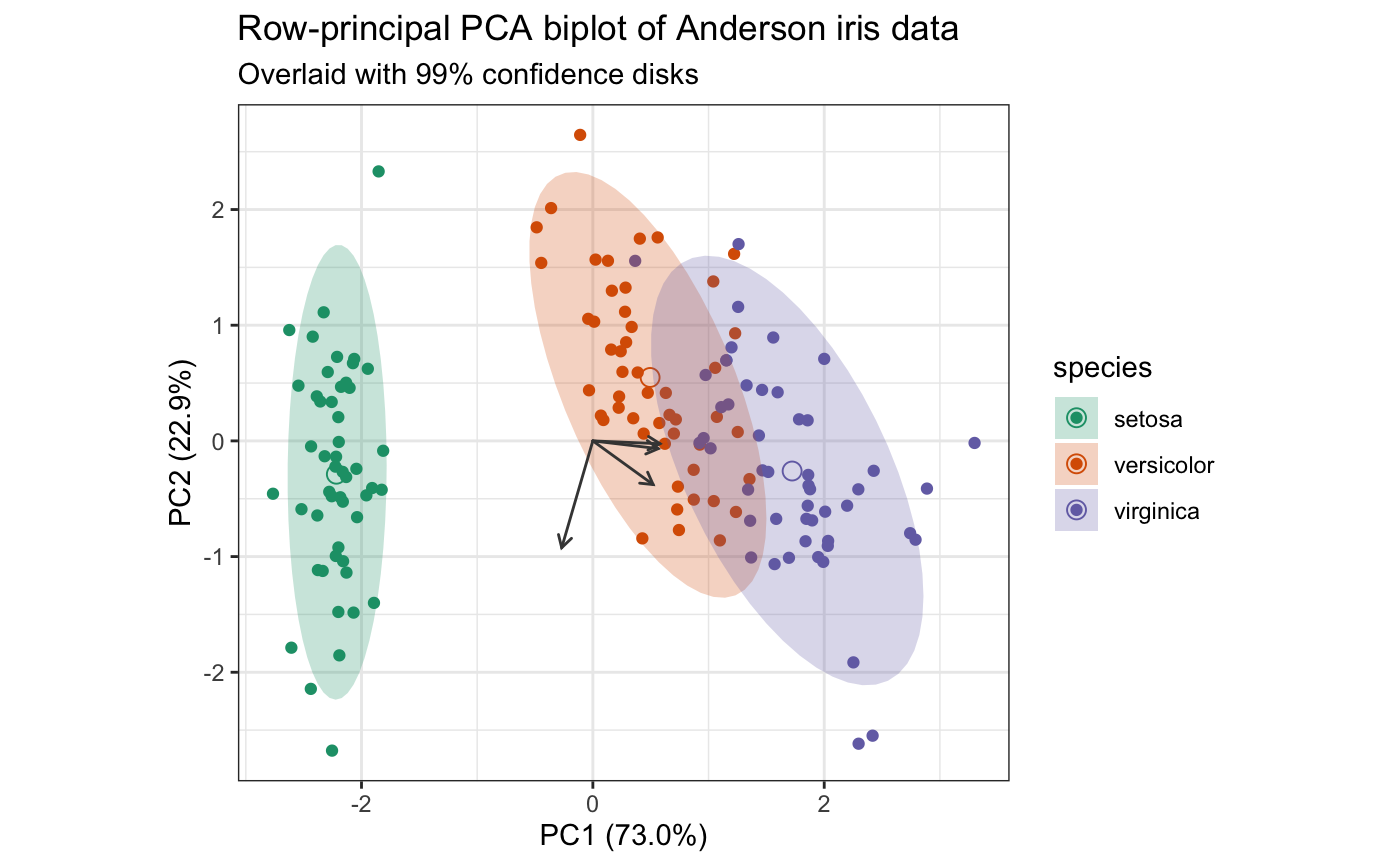 Row-principal PCA biplot of Anderson iris data
Overlaid with 99% confidence disks
PC2 (22.9%)
2
1
0
-1
-2
-2
0
2
PC1 (73.0%)
species
setosa
versicolor
virginica